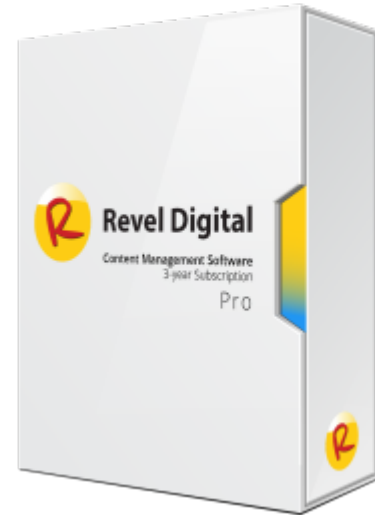 R Revel Digital
Content Management Software
3-year Subscription
Pro
R